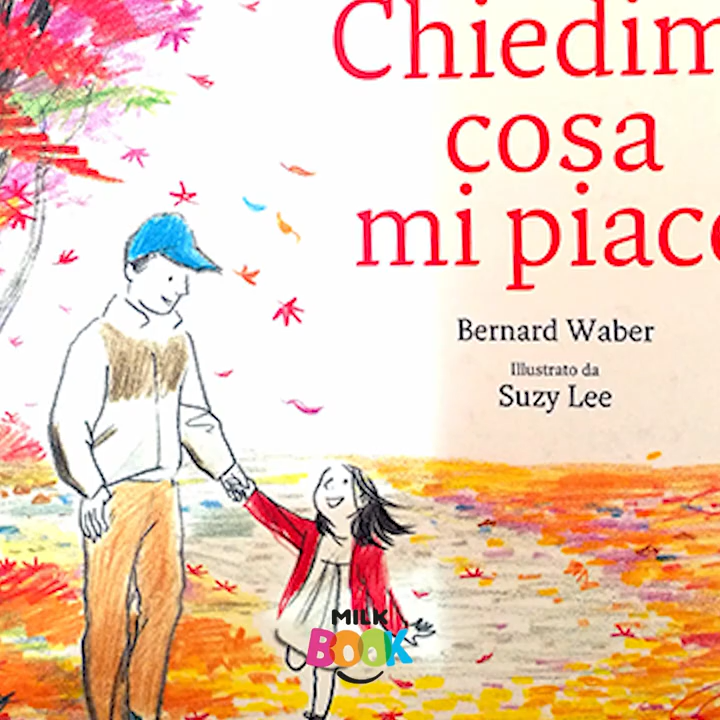 Chiedim
cosa
mi piac
Bernard Waber
Illustrato da
Suzy Lee
MILK
BOOK